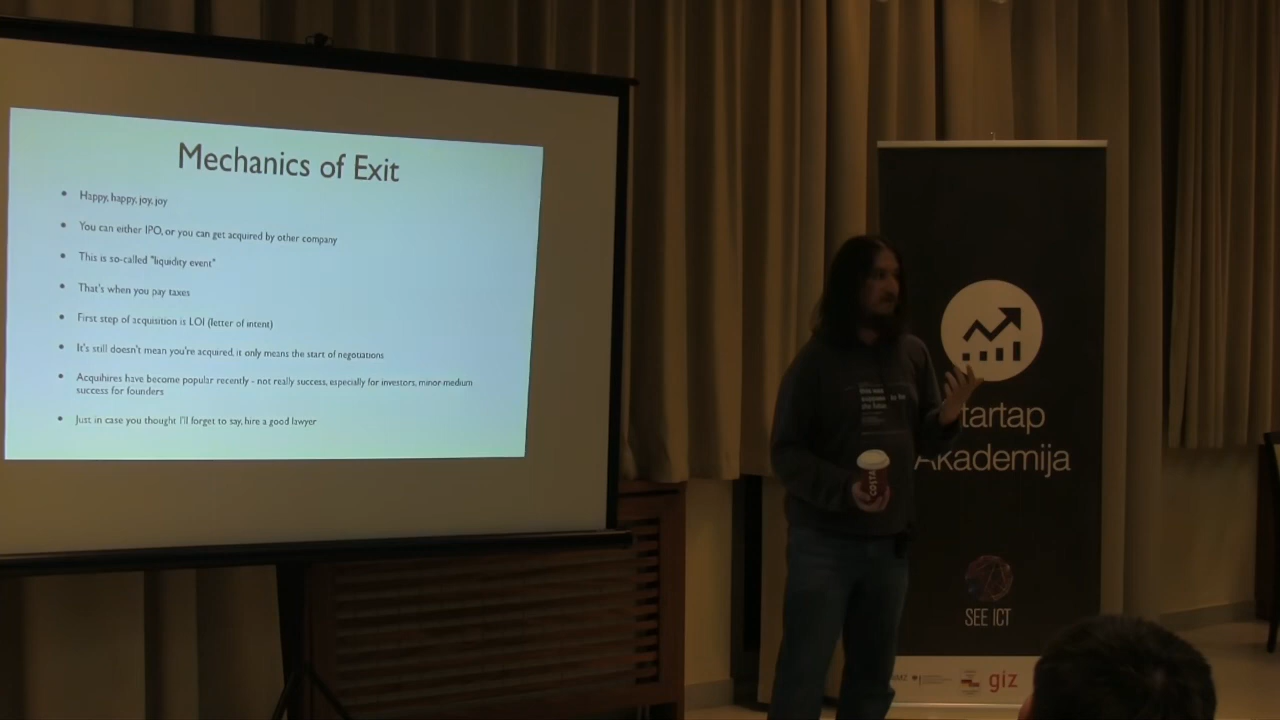 Mechanics of Exit
Happy, happy, joy, joy
You can either IPO, or you can get acquired by other company
This is so-called "liquidity event"
That's when you pay taxes
First step of acquisition is LOI (letter of intent)
It's still doesn't mean you're acquired, it only means the start of negotiations
Acquihires have become popular recently - not really success, especially for investors, minor medium
success for founders
Just in case you thought I'll forget to say, hire a good lawyer
tartap
Akademija
COSTA
SEE ICT
giz